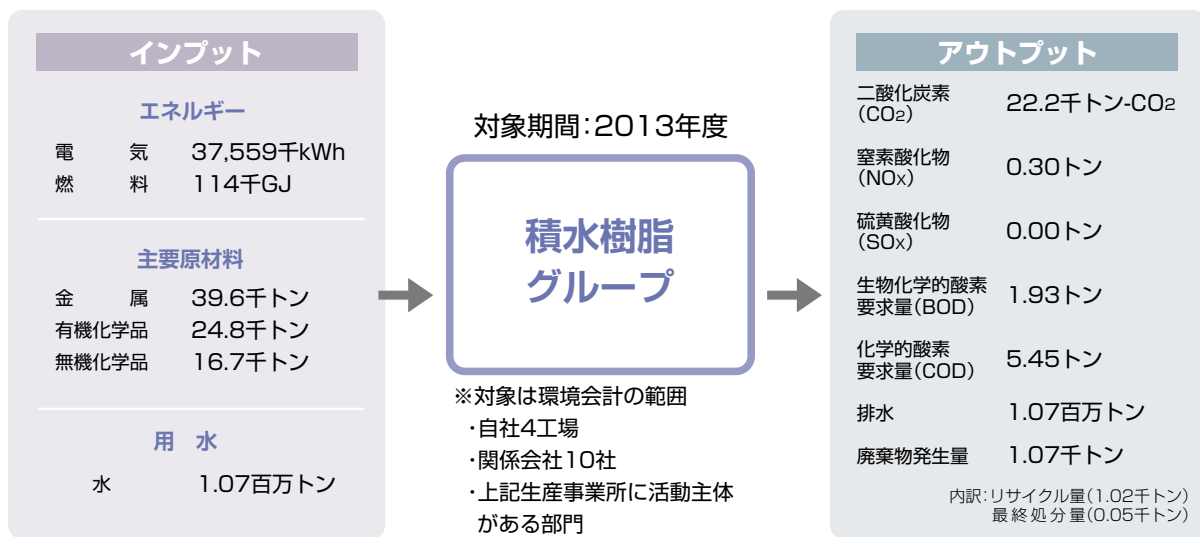 インプット
エネルギー
電 気 37,559千kWh
燃 料 114千GJ
主要原材料
金 属 39.6千トン
有機化学品 24.8千トン
無機化学品 16.7千トン
用 水
水 1.07百万トン
対象期間:2013年度
積水樹脂
グループ
※対象は環境会計の範囲
・自社4工場
・関係会社10社
・上記生産事業所に活動主体
がある部門
アウトプット
二酸化炭素
(CO2) 22.2千トン-CO2
窒素酸化物
(NOx) 0.30トン
硫黄酸化物
(SOx) 0.00トン
生物化学的酸素
要求量(BOD) 1.93トン
化学的酸素
要求量(COD) 5.45トン
排水 1.07百万トン
廃棄物発生量 1.07千トン
内訳:リサイクル量(1.02千トン)
最終処分量(0.05千トン)